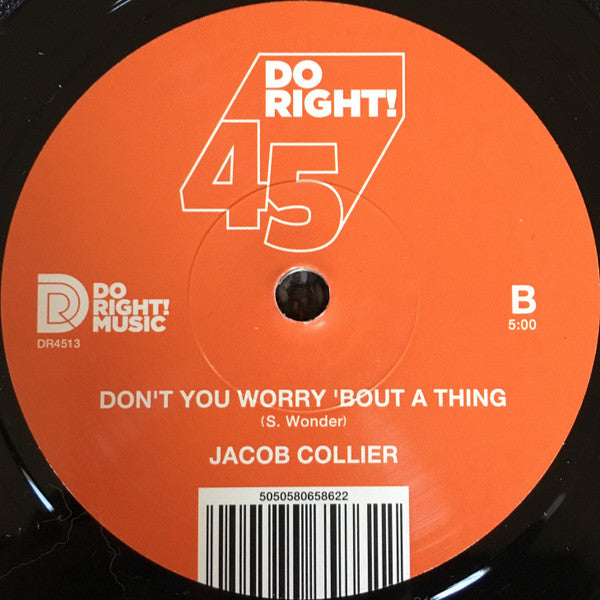 DO
RIGHT!
45
DO
RIGHT!
MUSIC
DR4513
B
5:00
DON'T YOU WORRY 'BOUT A THING
(S. Wonder)
JACOB COLLIER
5050580658622